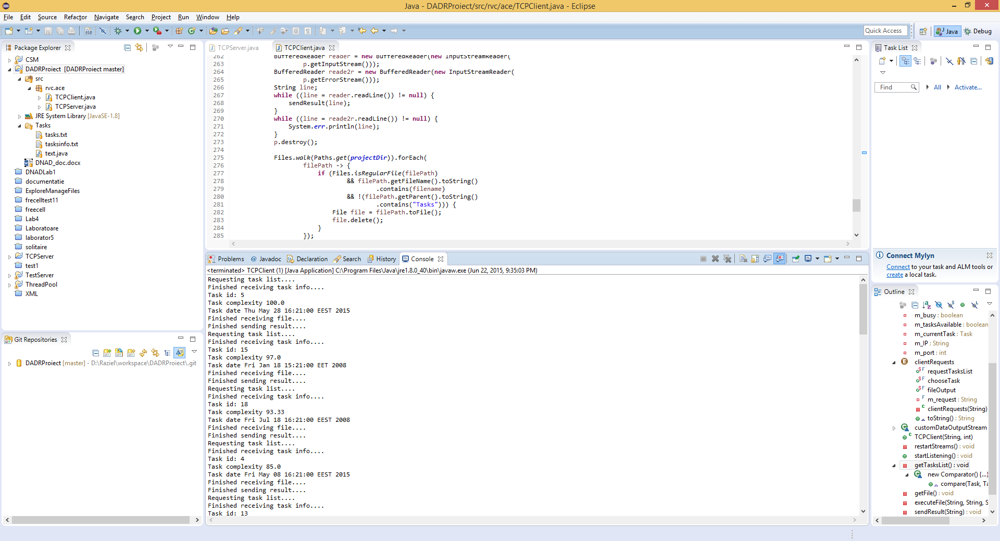 Java - DADRProiect/src/rvc/ace/TCPClient.java - Eclipse
File Edit Source Refactor Navigate Search Project Run Window Help
Quick Access
Java
Debug
Package Explorer
CSM
DADRProiect [DADRProiect master]
src
rvc.ace
TCPClient.java
TCPServer.java
JRE System Library [JavaSE-1.8]
Tasks
tasks.txt
tasksinfo.txt
text.java
DNAD_doc.docx
DNADLab1
documentatie
ExploreManageFiles
frecelltest11
freecell
Lab4
Laboratoare
laborator5
solitaire
TCPServer
test1
TestServer
ThreadPool
XML
Git Repositories
DADRProiect [master] - D:\Raziel\workspace\DADRProiect\.git
TCPServer.java
TCPClient.java
262 BufferedReader reader = new BufferedReader(new InputStreamReader(
263 p.getInputStream()));
264 BufferedReader reade2r = new BufferedReader(new InputStreamReader(
265 p.getErrorStream()));
266 String line;
267 while ((line = reader.readLine()) != null) {
268 sendResult(line);
269 }
270 while ((line = reade2r.readLine()) != null) {
271 System.err.println(line);
272 }
273 p.destroy();
274
275 Files.walk(Paths.get(projectDir)).forEach(
276 filePath -> {
277 if (Files.isRegularFile(filePath)
278 && filePath.getFileName().toString()
279 .contains(filename)
280 && !(filePath.getParent().toString()
281 .contains("Tasks"))) {
282 File file = filePath.toFile();
283 file.delete();
284 }
285 });
Problems @ Javadoc Declaration Search History Console
<terminated> TCPClient (1) [Java Application] C:\Program Files\Java\jre1.8.0_40\bin\javaw.exe (Jun 22, 2015, 9:35:03 PM)
Requesting task list....
Finished receiving task info....
Task id: 5
Task complexity 100.0
Task date Thu May 28 16:21:00 EEST 2015
Finished receiving file....
Finished sending result....
Requesting task list....
Finished receiving task info....
Task id: 15
Task complexity 97.0
Task date Fri Jan 18 15:21:00 EET 2008
Finished receiving file....
Finished sending result....
Requesting task list....
Finished receiving task info....
Task id: 18
Task complexity 93.33
Task date Fri Jul 18 16:21:00 EEST 2008
Finished receiving file....
Finished sending result....
Requesting task list....
Finished receiving task info....
Task id: 4
Task complexity 85.0
Task date Fri May 08 16:21:00 EEST 2015
Finished receiving file....
Finished sending result....
Requesting task list....
Finished receiving task info....
Task id: 13
Task List
Find
All
Activate...
Connect Mylyn
Connect to your task and ALM tools or
create a local task.
Outline
m_busy : boolean
m_tasksAvailable : boolean
m_currentTask : Task
m_IP : String
m_port : int
clientRequests
requestTasksList
chooseTask
fileOutput
m_request : String
clientRequests(String)
toString() : String
customDataOutputStream
TCPClient(String, int)
restartStreams() : void
startListening() : void
getTasksList() : void
new Comparator() {...}
compare(Task, Ta
getFile() : void
executeFile(String, String, S
sendResult(String) : void